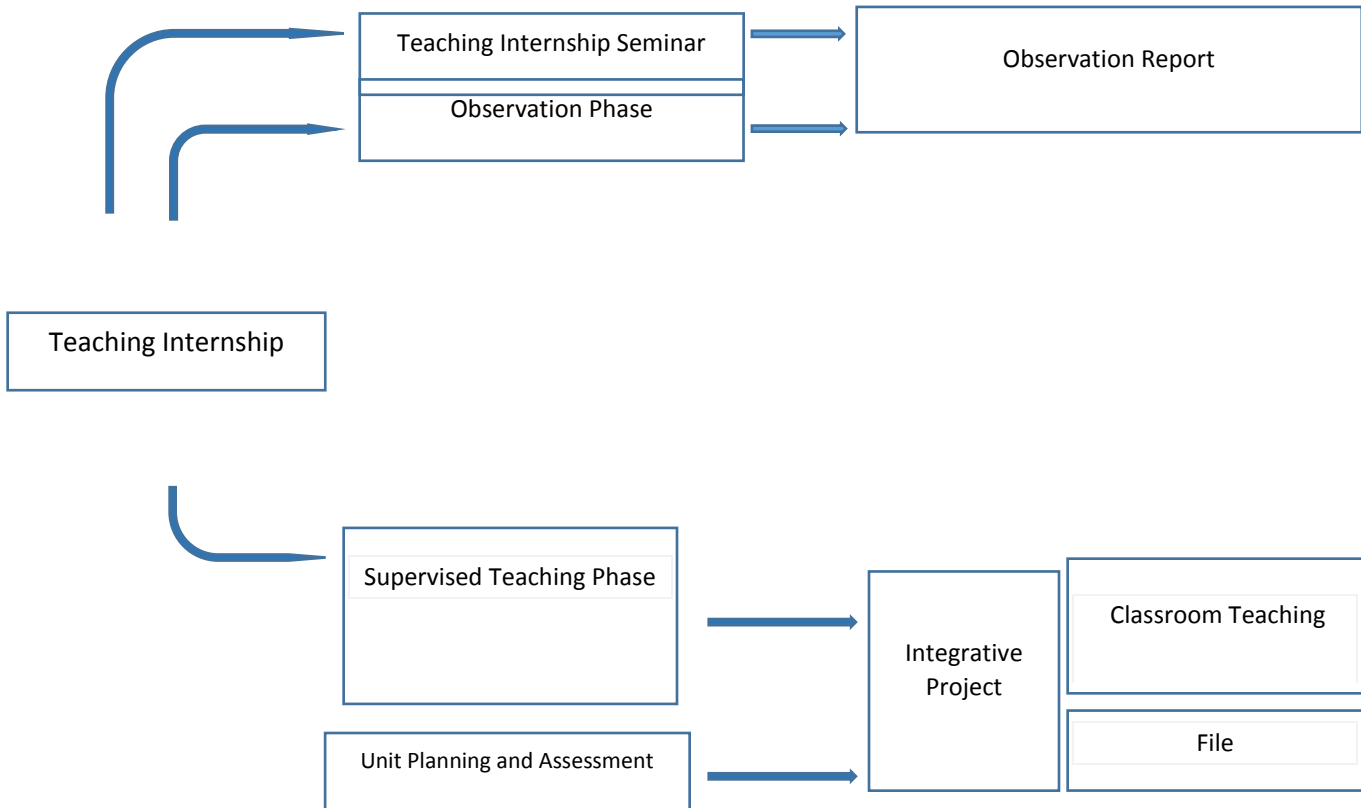 Teaching Internship Seminar
Observation Report
Observation Phase
Teaching Internship
Supervised Teaching Phase
Classroom Teaching
Integrative
Project
File
Unit Planning and Assessment